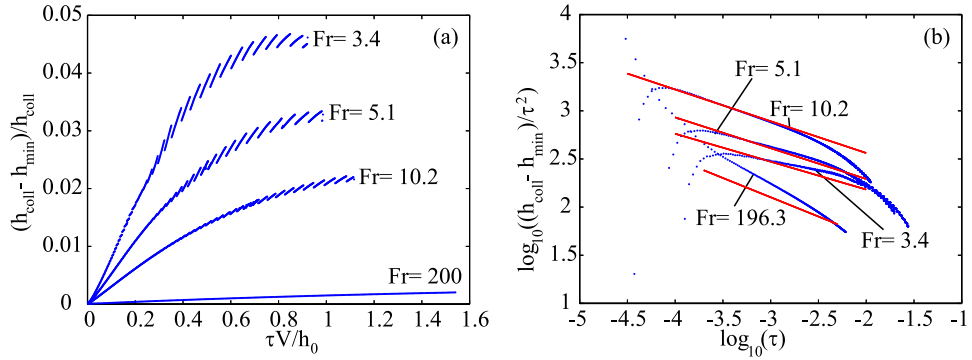 (a)
(h_coll - h_min)/h_coll
0.05
0.04
0.03
0.02
0.01
0
Fr= 3.4
Fr= 5.1
Fr= 10.2
Fr= 200
0 0.2 0.4 0.6 0.8 1 1.2 1.4 1.6
τV/h_0
(b)
log_10((h_coll - h_min)/τ^2)
4
3.5
3
2.5
2
1.5
1
Fr= 5.1
Fr= 10.2
Fr= 196.3
Fr= 3.4
-5 -4.5 -4 -3.5 -3 -2.5 -2 -1.5 -1
log_10(τ)